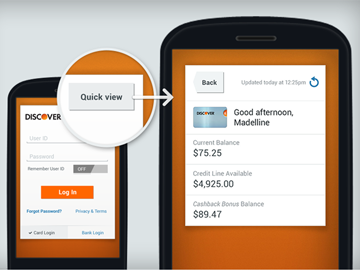 DISCOVER
User ID
Password
Remember User ID
OFF
Log In
Forgot Password?
Privacy & Terms
✓ Card Login
Bank Login
Quick view
Back
Updated today at 12:25pm
DISCOVER
Good afternoon,
Madelline
Current Balance
$75.25
Credit Line Available
$4,925.00
Cashback Bonus Balance
$89.47